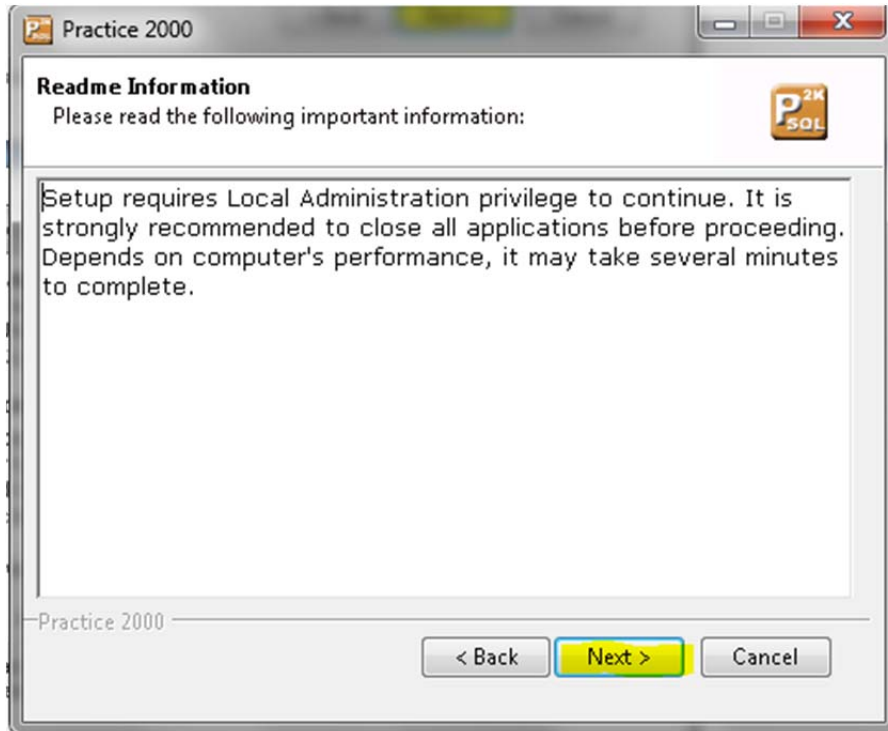 Practice 2000
Readme Information
Please read the following important information:
P 2K SQL
Setup requires Local Administration privilege to continue. It is
strongly recommended to close all applications before proceeding.
Depends on computer's performance, it may take several minutes
to complete.
Practice 2000
< Back Next > Cancel